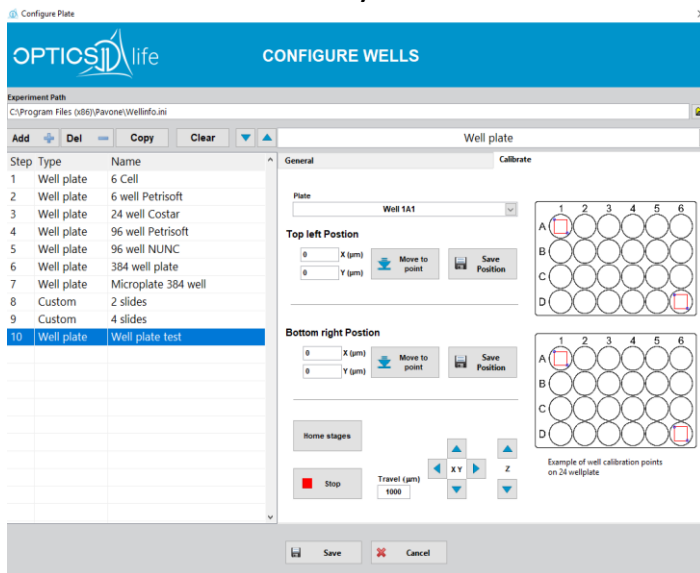 Configure Plate
OPTICS11 life
CONFIGURE WELLS
Experiment Path
C:\Program Files (x86)\Pavone\Wellinfo.ini
Add Del Copy Clear
Well plate
Step Type Name
General Calibrate
1 Well plate 6 Cell
2 Well plate 6 well Petrisoft
3 Well plate 24 well Costar
4 Well plate 96 well Petrisoft
5 Well plate 96 well NUNC
6 Well plate 384 well plate
7 Well plate Microplate 384 well
8 Custom 2 slides
9 Custom 4 slides
10 Well plate Well plate test
Plate
Well 1A1
Top left Postion
0 X (µm)
0 Y (µm)
Move to
point
Save
Position
Bottom right Postion
0 X (µm)
0 Y (µm)
Move to
point
Save
Position
Home stages
Stop
Travel (µm)
1000
X Y
Z
1 2 3 4 5 6
A
B
C
D
1 2 3 4 5 6
A
B
C
D
Example of well calibration points
on 24 wellplate
Save
Cancel